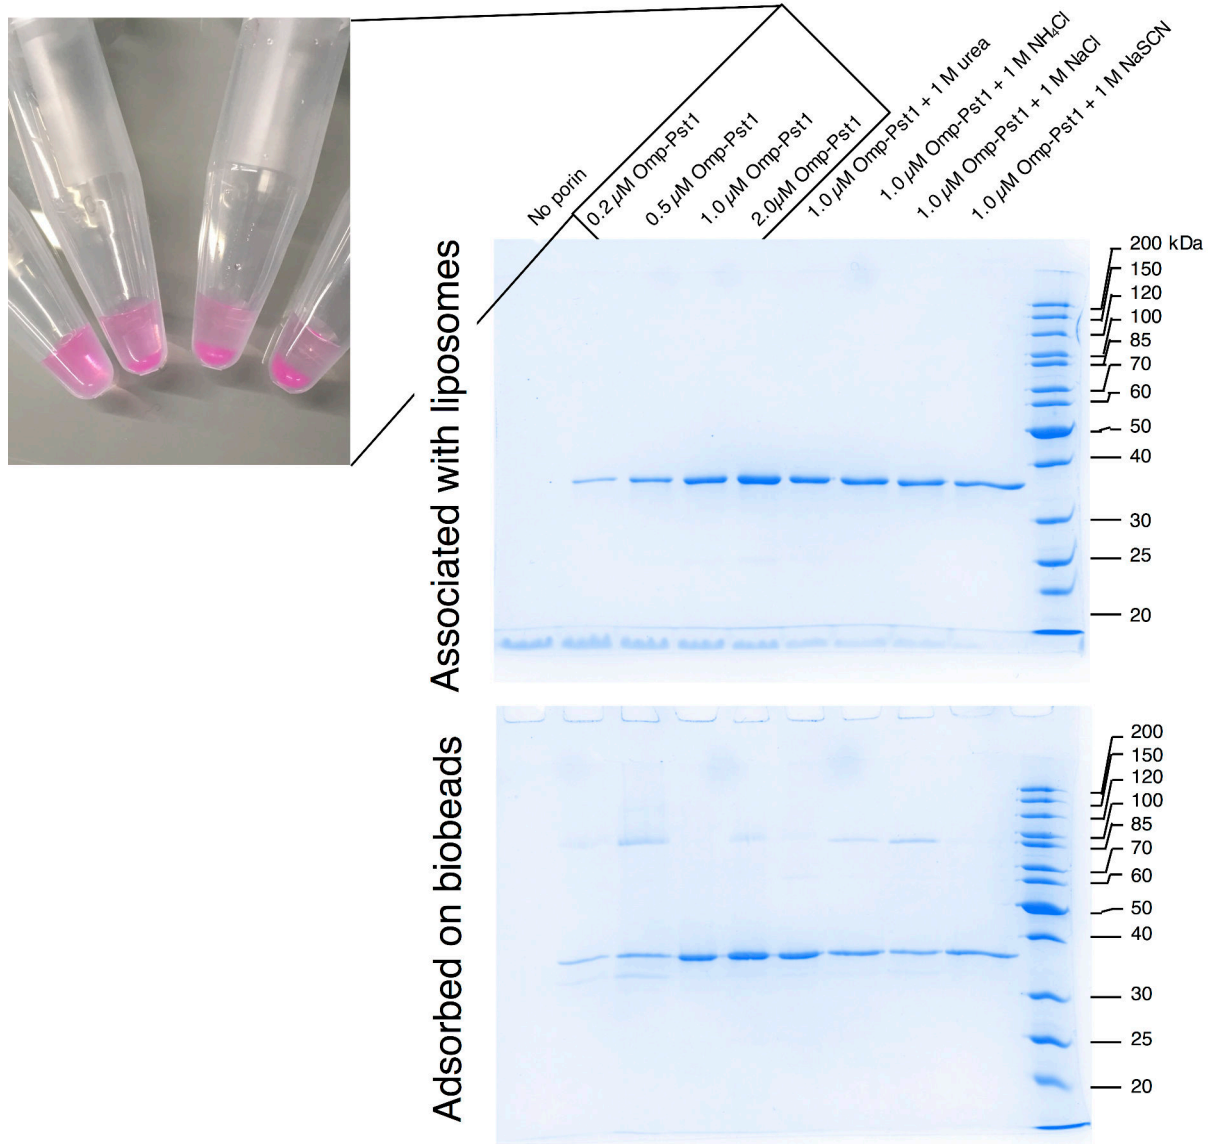 No porin
0.2 µM Omp-Pst1
0.5 µM Omp-Pst1
1.0 µM Omp-Pst1
2.0µM Omp-Pst1
1.0 µM Omp-Pst1 + 1 M urea
1.0 µM Omp-Pst1 + 1 M NH₄Cl
1.0 µM Omp-Pst1 + 1 M NaCl
1.0 µM Omp-Pst1 + 1 M NaSCN
Associated with liposomes
200 kDa
150
120
100
85
70
60
50
40
30
25
20
Adsorbed on biobeads
200
150
120
100
85
70
60
50
40
30
25
20